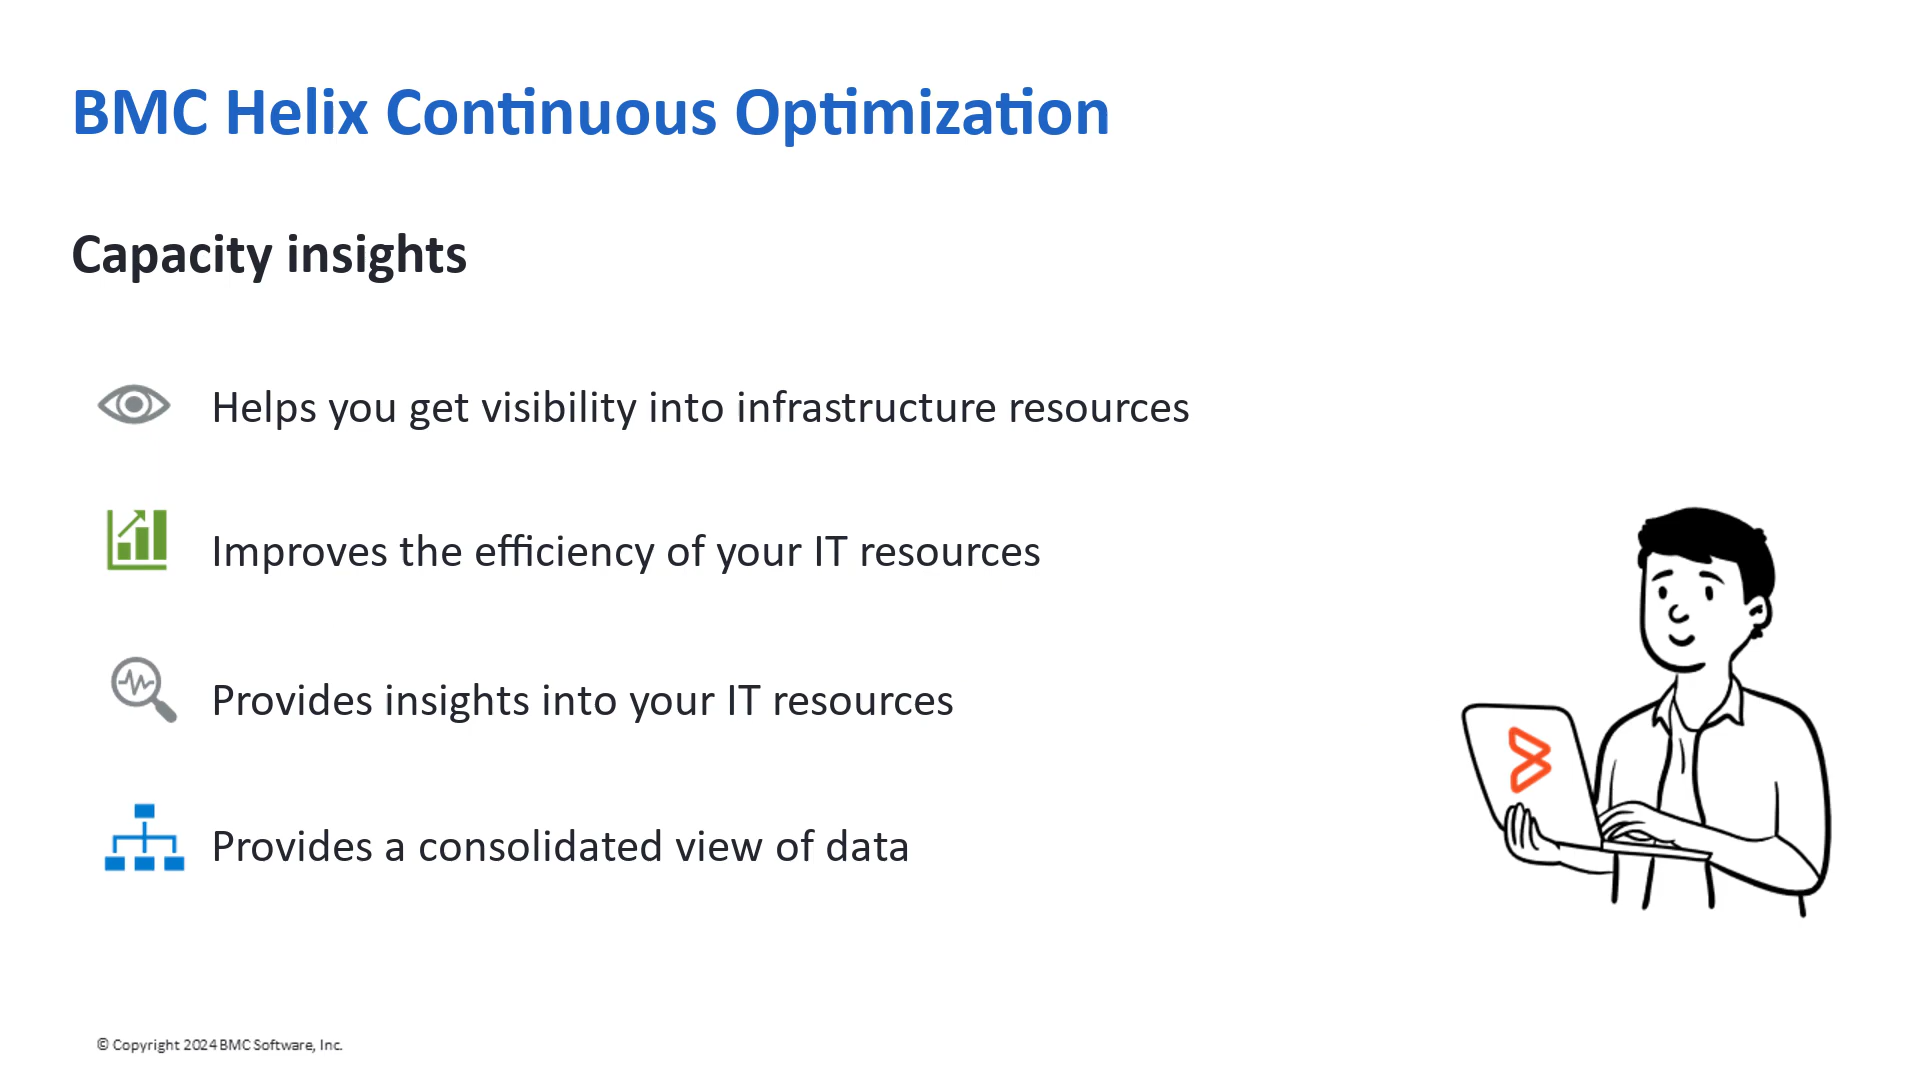 BMC Helix Continuous Optimization
Capacity insights
Helps you get visibility into infrastructure resources
Improves the efficiency of your IT resources
Provides insights into your IT resources
Provides a consolidated view of data
© Copyright 2024 BMC Software, Inc.